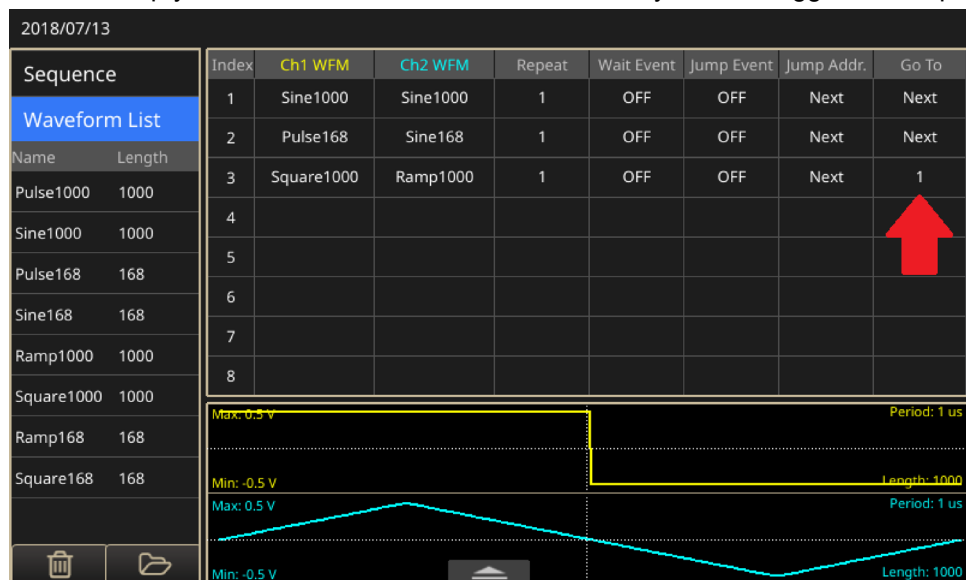 2018/07/13
Sequence
Waveform List
Name Length
Pulse1000 1000
Sine1000 1000
Pulse168 168
Sine168 168
Ramp1000 1000
Square1000 1000
Ramp168 168
Square168 168
Index Ch1 WFM Ch2 WFM Repeat Wait Event Jump Event Jump Addr. Go To
1 Sine1000 Sine1000 1 OFF OFF Next Next
2 Pulse168 Sine168 1 OFF OFF Next Next
3 Square1000 Ramp1000 1 OFF OFF Next 1
4
5
6
7
8
Max: 0.5 V Period: 1 us
Min: -0.5 V Length: 1000
Max: 0.5 V Period: 1 us
Min: -0.5 V Length: 1000